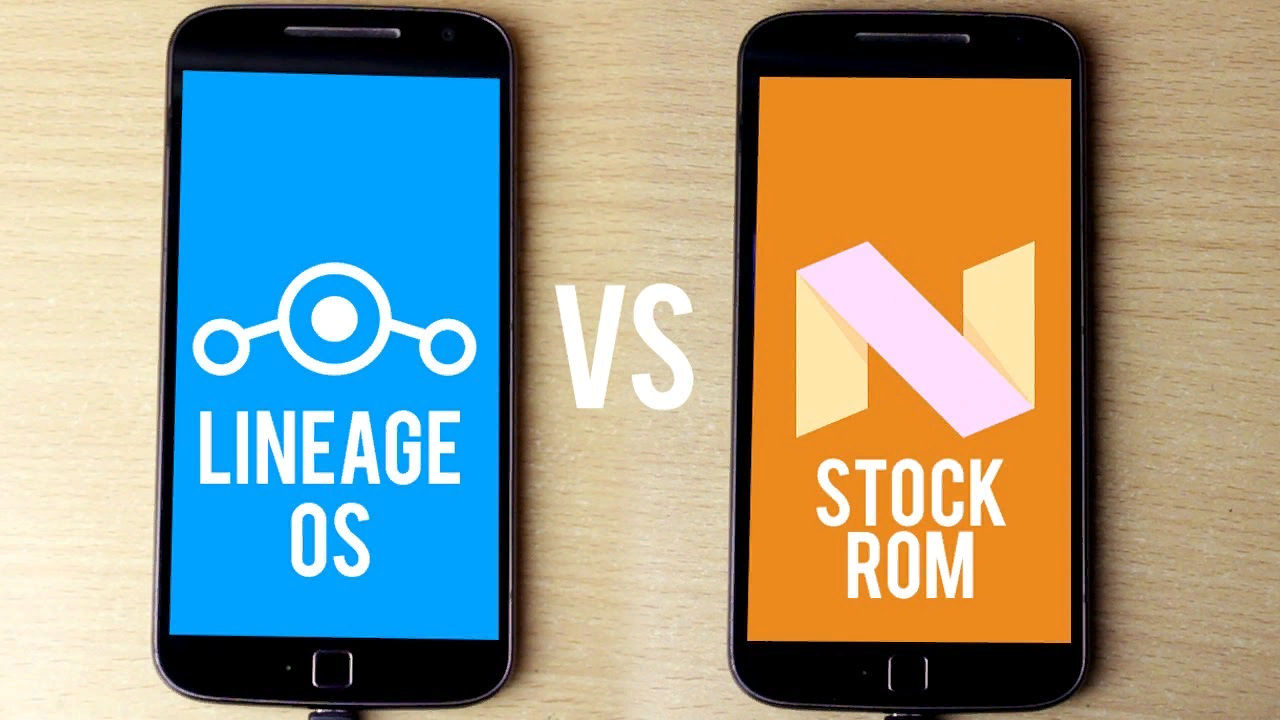 LINEAGE
OS
VS
STOCK
ROM